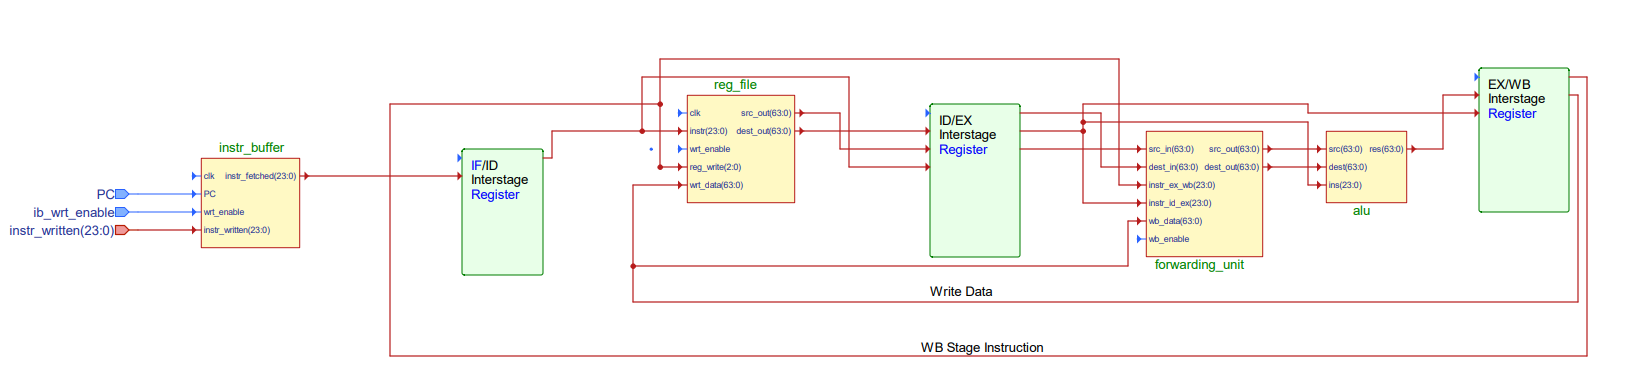 instr_buffer
clk
instr_fetched(23:0)
PC
wrt_enable
instr_written(23:0)
PC
ib_wrt_enable
instr_written(23:0)
IF/ID
Interstage
Register
reg_file
clk
src_out(63:0)
instr(23:0)
dest_out(63:0)
wrt_enable
reg_write(2:0)
wrt_data(63:0)
ID/EX
Interstage
Register
src_in(63:0)
src_out(63:0)
dest_in(63:0)
dest_out(63:0)
instr_ex_wb(23:0)
instr_id_ex(23:0)
wb_data(63:0)
wb_enable
forwarding_unit
src(63:0)
res(63:0)
dest(63:0)
ins(23:0)
alu
EX/WB
Interstage
Register
Write Data
WB Stage Instruction